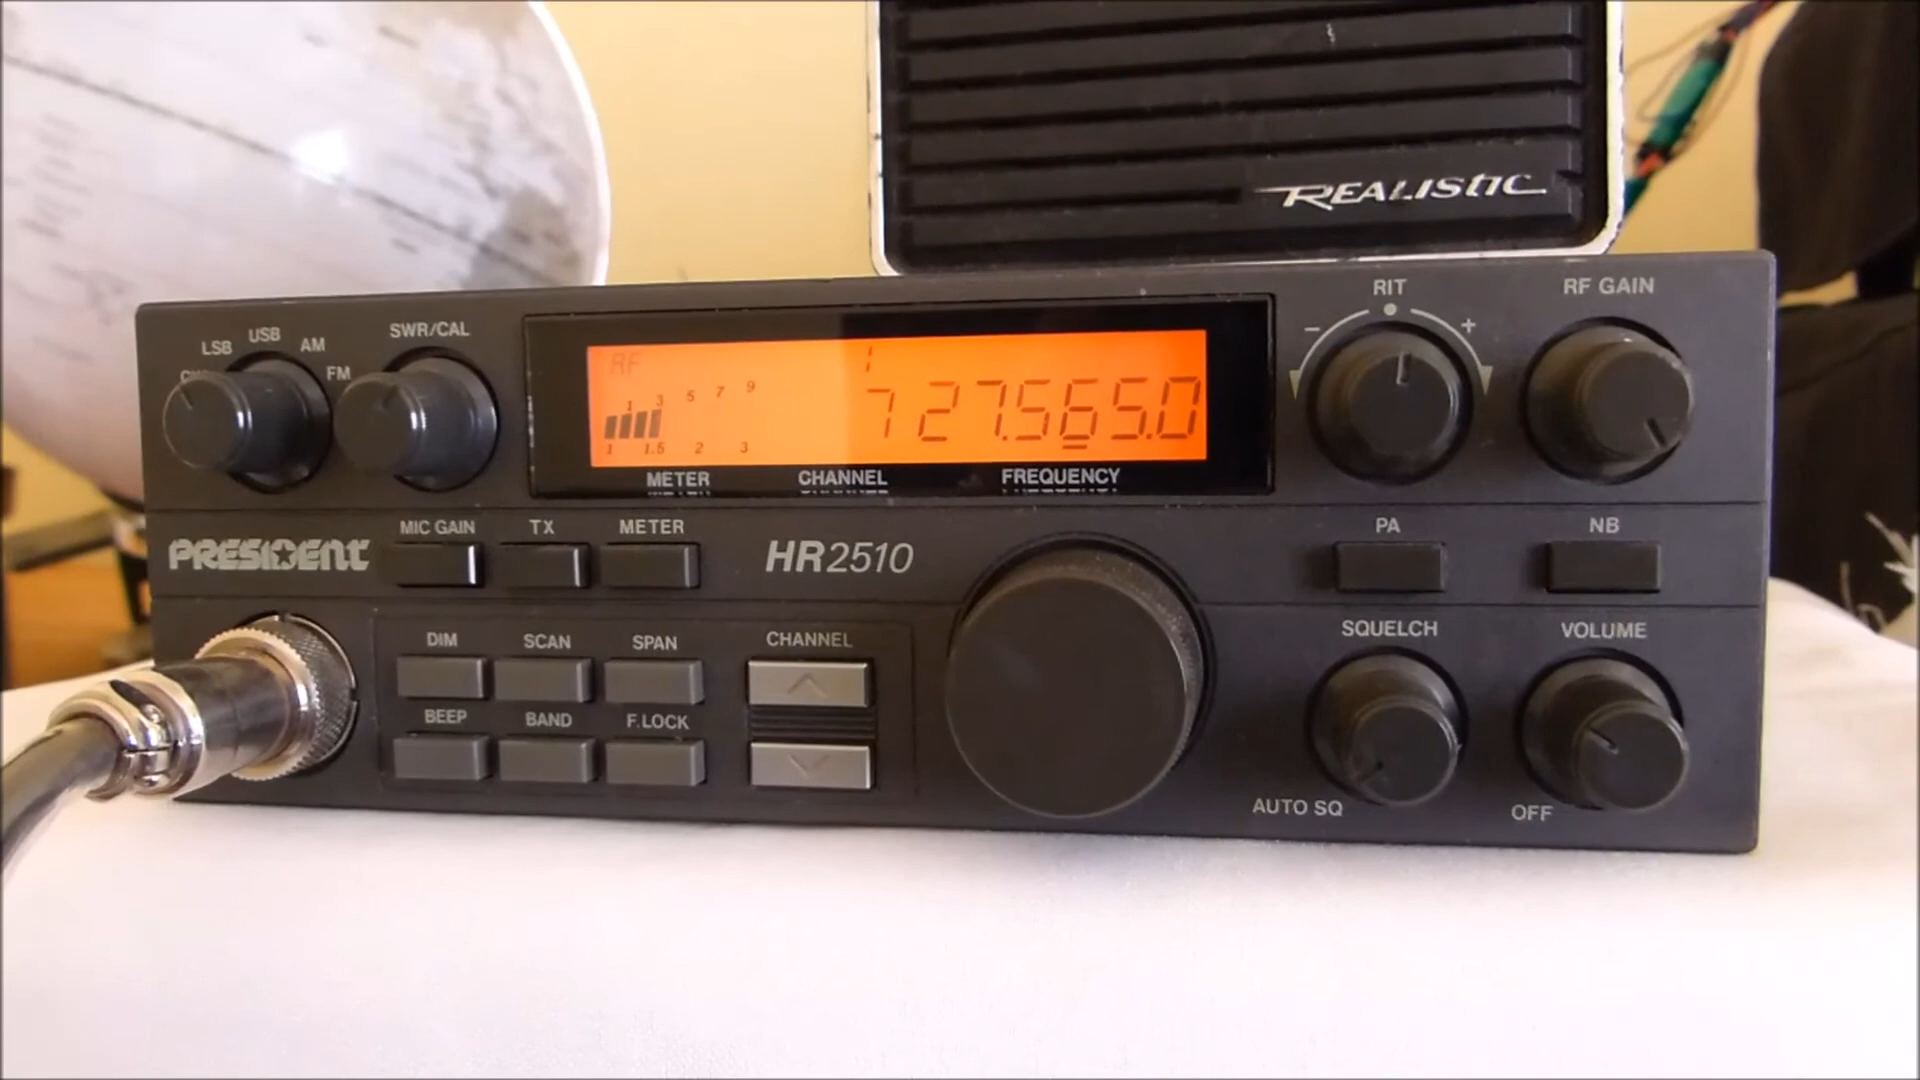 REALISTIC
RIT
RF GAIN
- +
LSB USB AM FM
SWR/CAL
RF 1
1 3 5 7 9
7 27.565.0
1 1.5 2 3
METER CHANNEL FREQUENCY
PRESIDENT
MIC GAIN TX METER
HR2510
PA NB
DIM SCAN SPAN
CHANNEL
SQUELCH VOLUME
BEEP BAND F.LOCK
AUTO SQ OFF